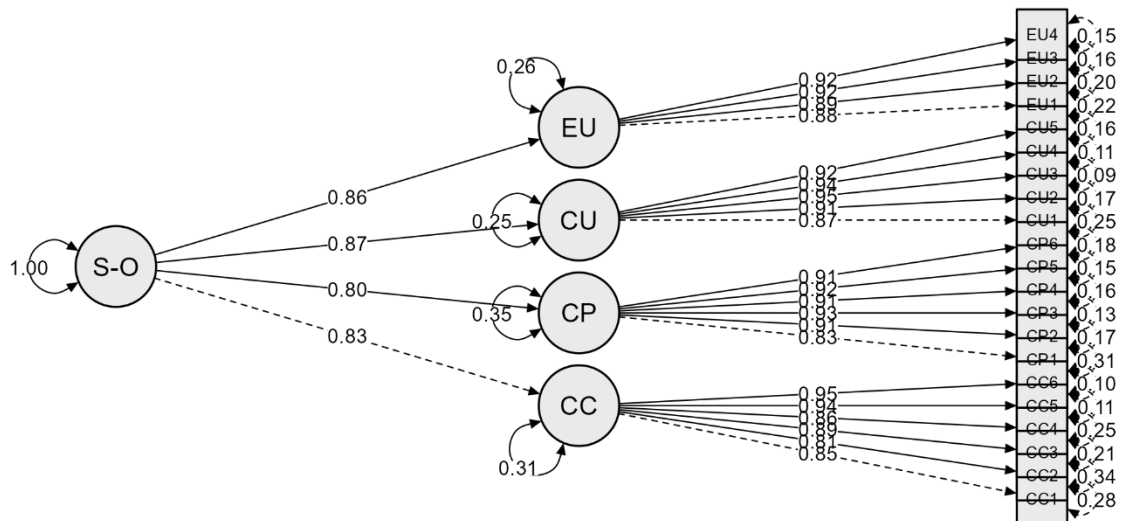 1.00
S-O
0.86
0.87
0.80
0.83
0.26
EU
0.25
CU
0.35
CP
CC
0.31
0.92
0.92
0.89
0.88
0.92
0.94
0.95
0.91
0.87
0.91
0.92
0.92
0.93
0.91
0.83
0.95
0.94
0.86
0.89
0.81
0.85
EU4 0.15
EU3 0.16
EU2 0.20
EU1 0.22
CU5 0.16
CU4 0.11
CU3 0.09
CU2 0.17
CU1 0.25
CP6 0.18
CP5 0.15
CP4 0.16
CP3 0.13
CP2 0.17
CP1 0.31
CC6 0.10
CC5 0.11
CC4 0.25
CC3 0.21
CC2 0.34
CC1 0.28